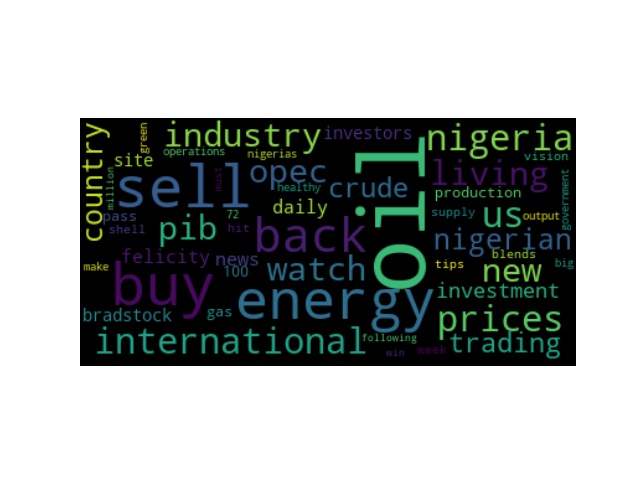 country
green
industry
investors
oil
nigeria
operations
nigerias
site
vision
million
sell
must
opec
healthy
crude
living
production
government
daily
pass
72
supply
us
output
shell
pib
hit
back
nigerian
felicity
news
blends
make
buy
100
watch
tips
new
big
energy
investment
bradstock
gas
prices
international
following
trading
win
week